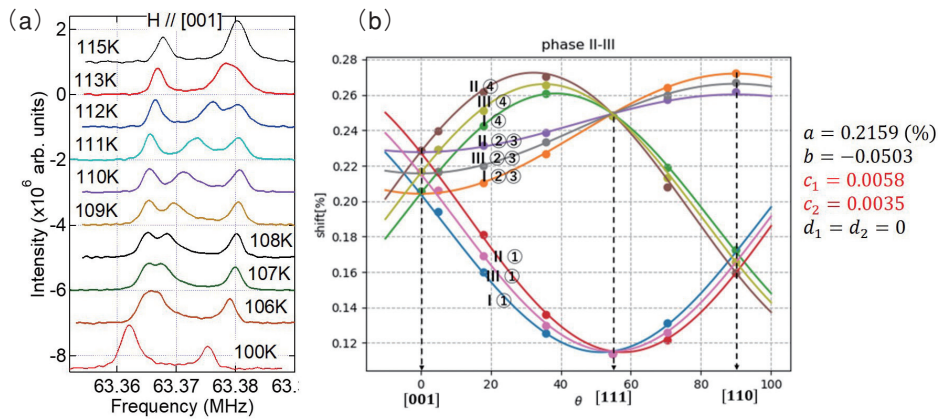 (a)
H // [001]
2
0
-2
-4
-6
-8
Intensity (x10⁶ arb. units)
115K
113K
112K
111K
110K
109K
108K
107K
106K
100K
63.36
63.37
63.38
63.3
Frequency (MHz)
(b)
phase II-III
0.28
0.26
0.24
0.22
0.20
0.18
0.16
0.14
0.12
shift[%]
II ④
III ④
I ④
II ②③
III ②③
I ②③
II ①
III ①
I ①
0
20
40
60
80
100
[001]
θ
[111]
[110]
a = 0.2159 (%)
b = −0.0503
c₁ = 0.0058
c₂ = 0.0035
d₁ = d₂ = 0